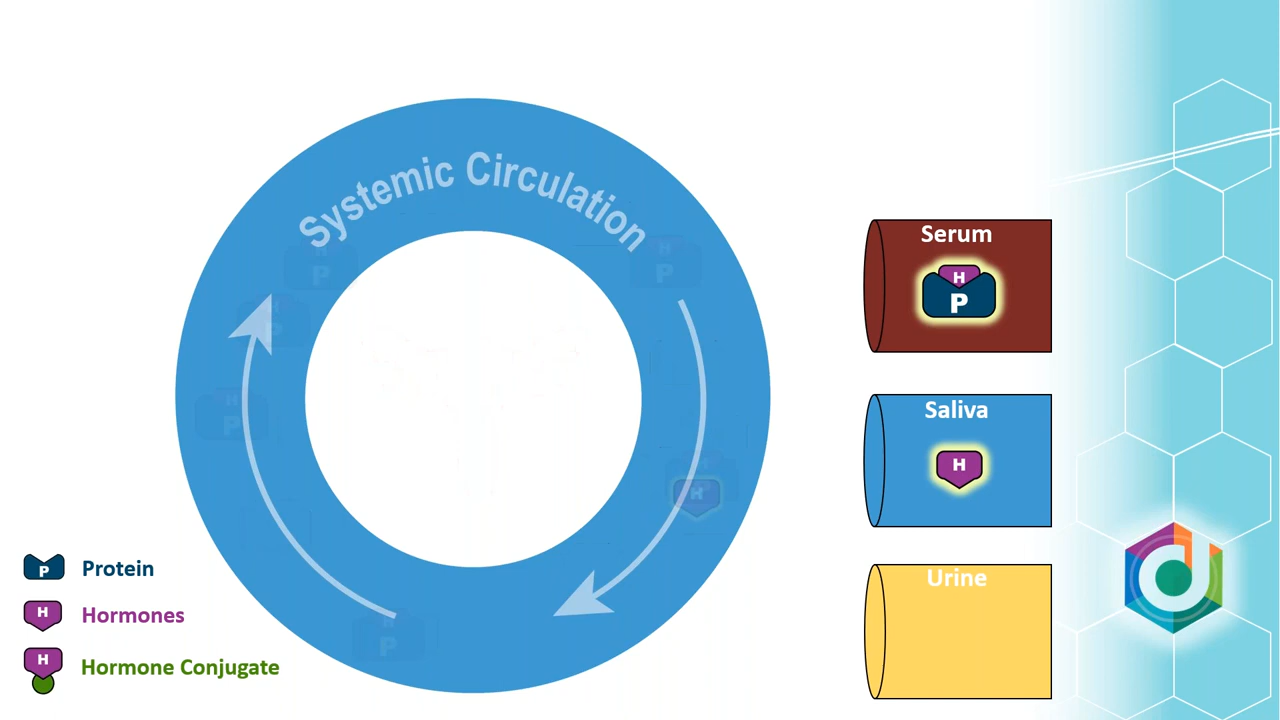 Systemic Circulation
Serum
H
P
Saliva
H
Urine
P Protein
H Hormones
H Hormone Conjugate
H
P
H
P
H
P
P